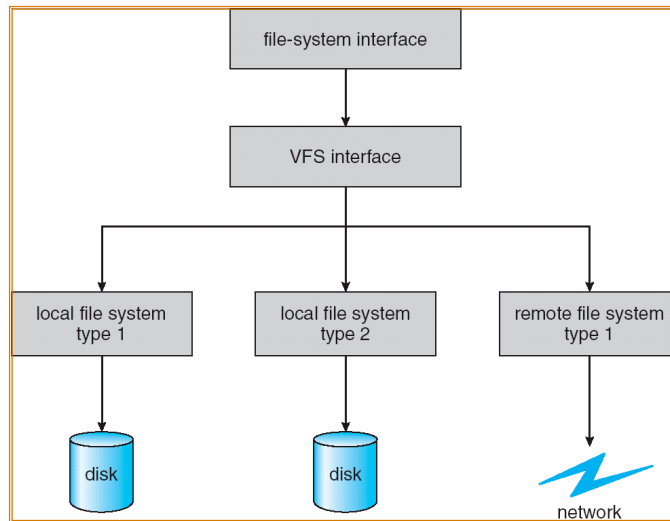 file-system interface
VFS interface
local file system
type 1
local file system
type 2
remote file system
type 1
disk
disk
network